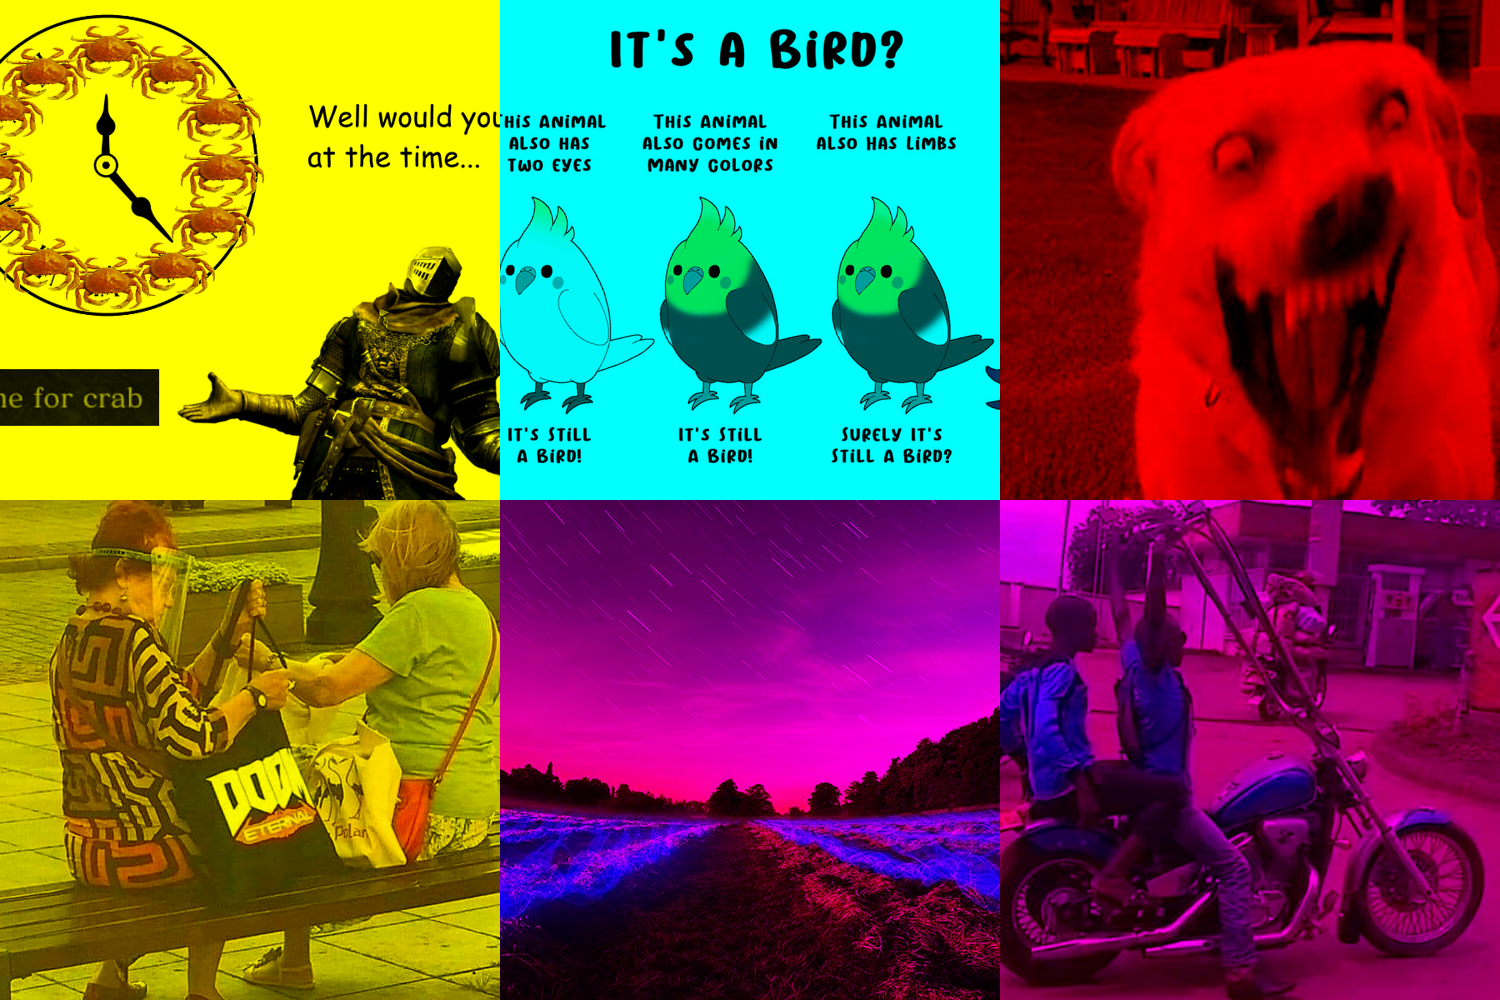 Well would you
at the time...
me for crab
IT'S A BIRD?
HIS ANIMAL
ALSO HAS
TWO EYES
THIS ANIMAL
ALSO COMES IN
MANY COLORS
THIS ANIMAL
ALSO HAS LIMBS
IT'S STILL
A BIRD!
IT'S STILL
A BIRD!
SURELY IT'S
STILL A BIRD?
DOOM
ETERNAL
Polar